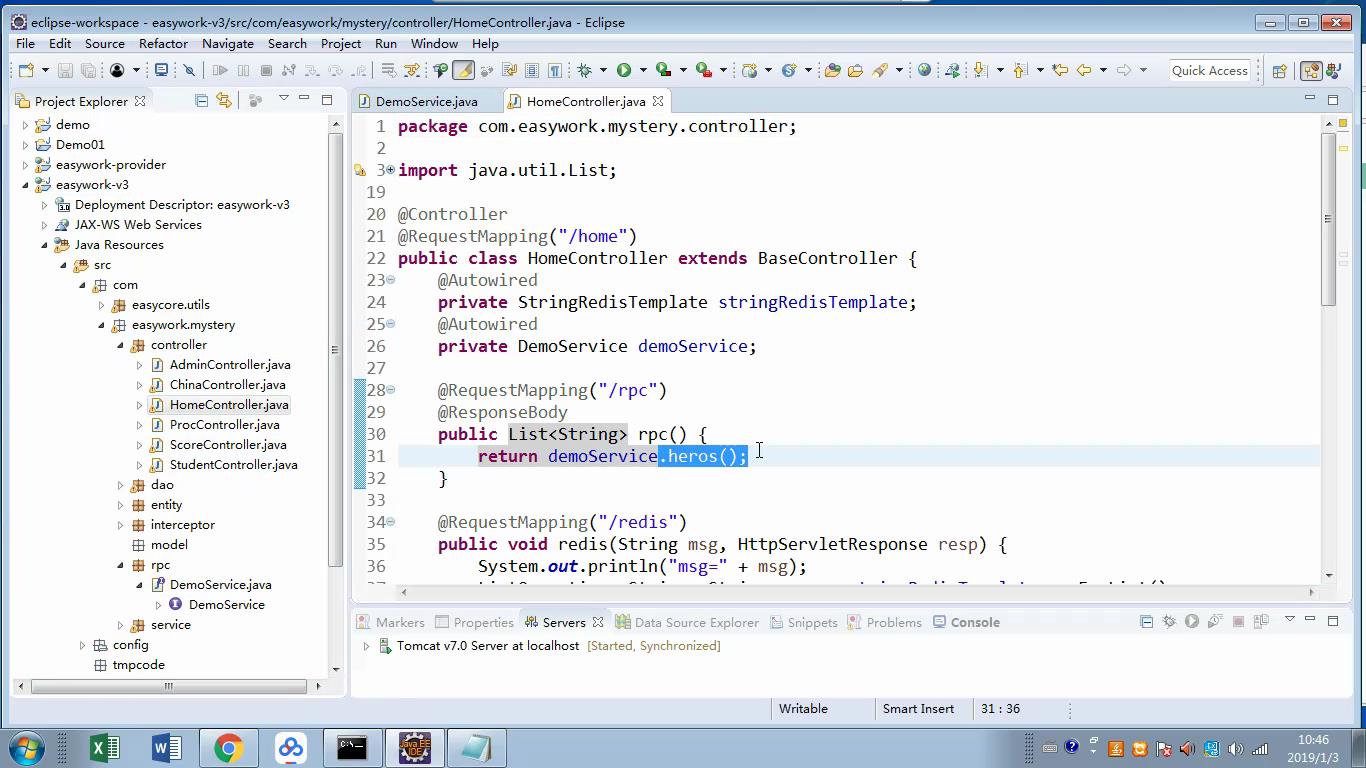 eclipse-workspace - easywork-v3/src/com/easywork/mystery/controller/HomeController.java - Eclipse
File Edit Source Refactor Navigate Search Project Run Window Help
Quick Access
Project Explorer
demo
Demo01
easywork-provider
easywork-v3
Deployment Descriptor: easywork-v3
JAX-WS Web Services
Java Resources
src
com
easycore.utils
easywork.mystery
controller
AdminController.java
ChinaController.java
HomeController.java
ProcController.java
ScoreController.java
StudentController.java
dao
entity
interceptor
model
rpc
DemoService.java
DemoService
service
config
tmpcode
DemoService.java HomeController.java
1 package com.easywork.mystery.controller;
2
3 import java.util.List;
19
20 @Controller
21 @RequestMapping("/home")
22 public class HomeController extends BaseController {
23 @Autowired
24 private StringRedisTemplate stringRedisTemplate;
25 @Autowired
26 private DemoService demoService;
27
28 @RequestMapping("/rpc")
29 @ResponseBody
30 public List<String> rpc() {
31 return demoService.heros();
32 }
33
34 @RequestMapping("/redis")
35 public void redis(String msg, HttpServletResponse resp) {
36 System.out.println("msg=" + msg);
Markers Properties Servers Data Source Explorer Snippets Problems Console
Tomcat v7.0 Server at localhost [Started, Synchronized]
Writable Smart Insert 31 : 36
10:46
2019/1/3